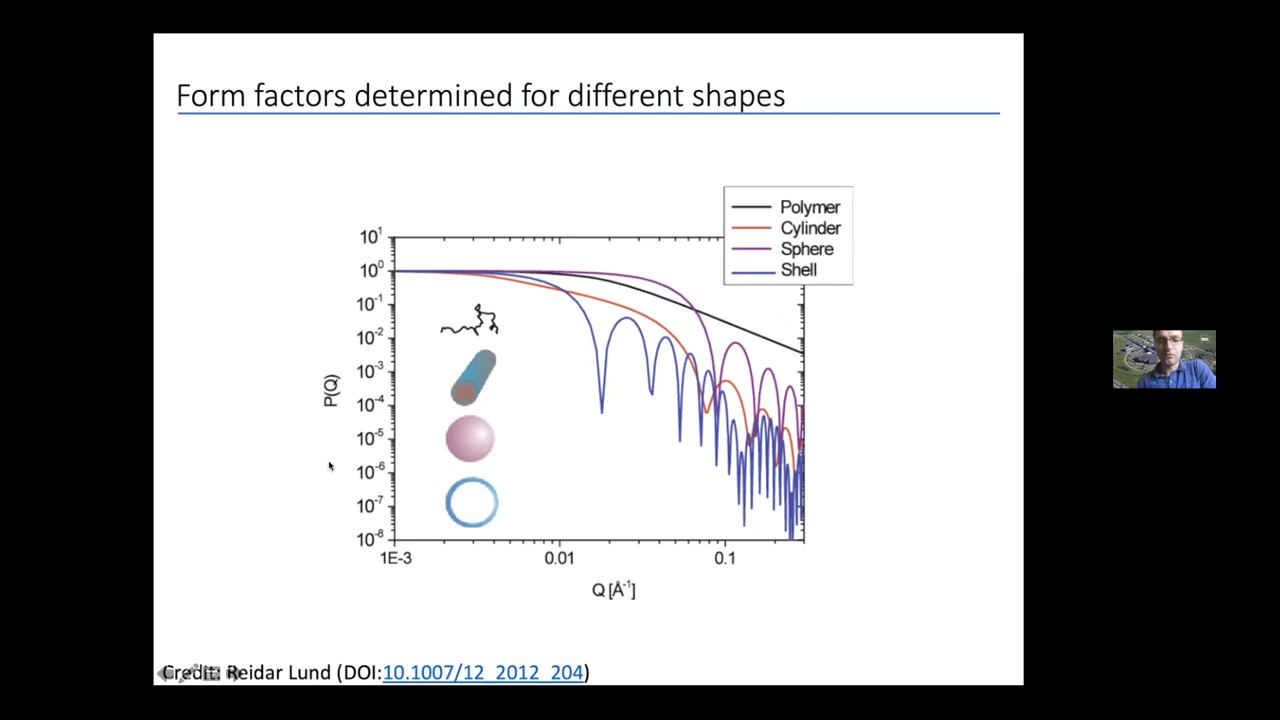 Form factors determined for different shapes
Polymer
Cylinder
Sphere
Shell
10¹
10⁰
10⁻¹
10⁻²
10⁻³
10⁻⁴
10⁻⁵
10⁻⁶
10⁻⁷
10⁻⁸
P(Q)
1E-3
0.01
0.1
Q [Å⁻¹]
Credit: Reidar Lund (DOI:10.1007/12_2012_204)